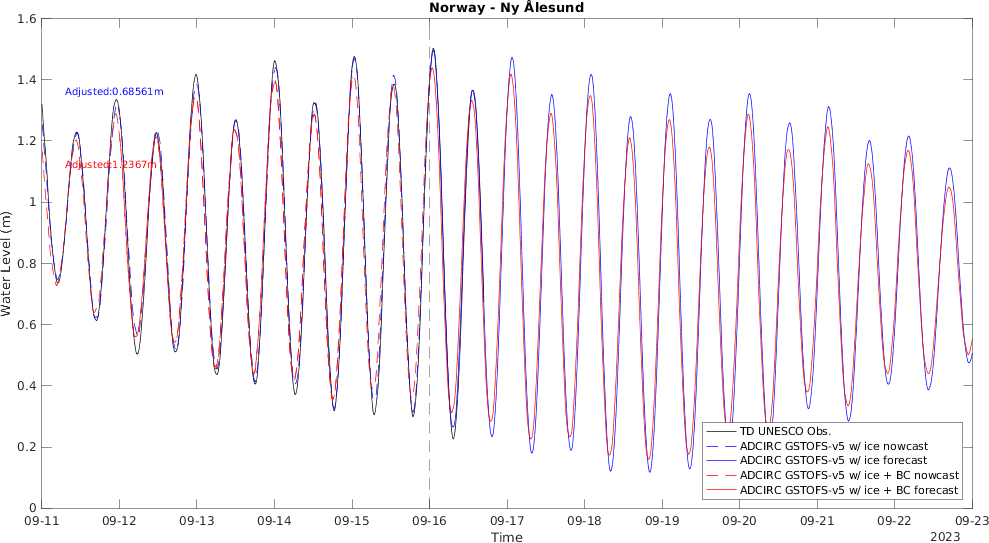 Norway - Ny Ålesund
1.6
1.4
1.2
1
0.8
0.6
0.4
0.2
0
Water Level (m)
Adjusted:0.68561m
Adjusted:1.2367m
TD UNESCO Obs.
ADCIRC GSTOFS-v5 w/ ice nowcast
ADCIRC GSTOFS-v5 w/ ice forecast
ADCIRC GSTOFS-v5 w/ ice + BC nowcast
ADCIRC GSTOFS-v5 w/ ice + BC forecast
09-11 09-12 09-13 09-14 09-15 09-16 09-17 09-18 09-19 09-20 09-21 09-22 09-23
Time
2023